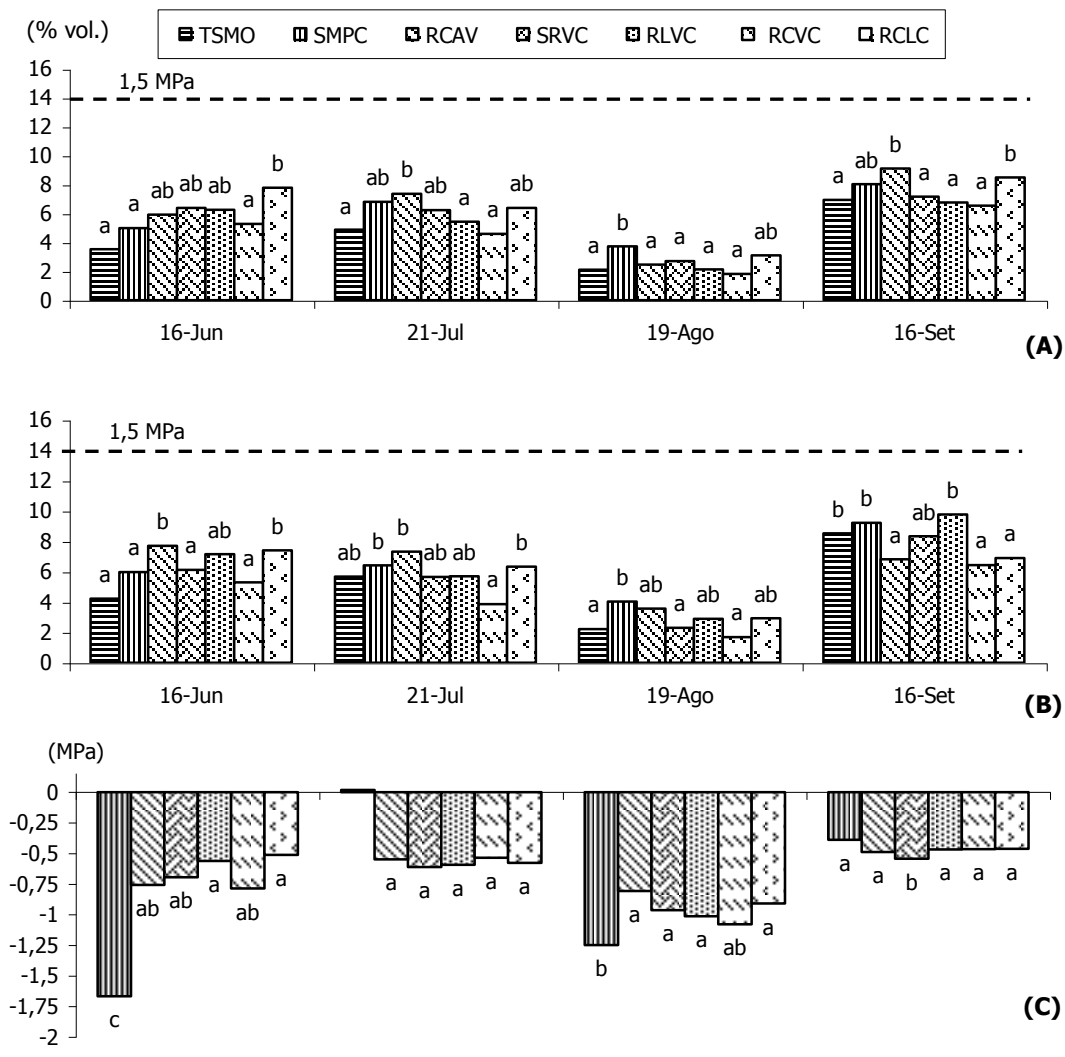 (% vol.)
TSMO SMPC RCAV SRVC RLVC RCVC RCLC
16
14
12
10
8
6
4
2
0
1,5 MPa
a a ab ab ab a b
a ab b ab a a ab
a b a a a a ab
a ab b a a a b
16-Jun 21-Jul 19-Ago 16-Set
(A)
16
14
12
10
8
6
4
2
0
1,5 MPa
a a b a ab a b
ab b b ab ab a b
a b ab a ab a ab
b b a ab b a a
16-Jun 21-Jul 19-Ago 16-Set
(B)
(MPa)
0
-0,25
-0,5
-0,75
-1
-1,25
-1,5
-1,75
-2
c ab ab a ab a
a a a a a
b a a a ab a
a a b a a a
(C)